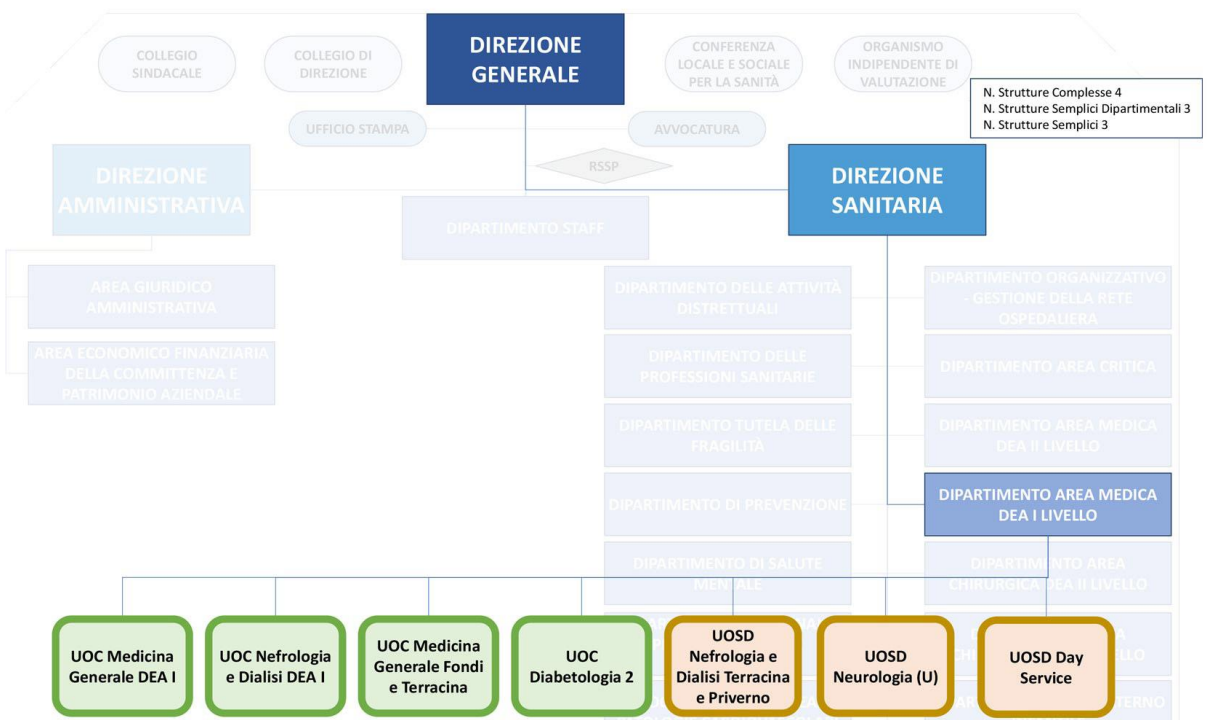 DIREZIONE
GENERALE
COLLEGIO
SINDACALE
COLLEGIO DI
DIREZIONE
CONFERENZA
LOCALE E SOCIALE
PER LA SANITÀ
ORGANISMO
INDIPENDENTE DI
VALUTAZIONE
N. Strutture Complesse 4
N. Strutture Semplici Dipartimentali 3
N. Strutture Semplici 3
UFFICIO STAMPA
AVVOCATURA
RSSP
DIREZIONE
AMMINISTRATIVA
DIREZIONE
SANITARIA
DIPARTIMENTO STAFF
AREA GIURIDICO
AMMINISTRATIVA
AREA ECONOMICO FINANZIARIA
DELLA COMMITTENZA E
PATRIMONIO AZIENDALE
DIPARTIMENTO DELLE ATTIVITÀ
DISTRETTUALI
DIPARTIMENTO ORGANIZZATIVO
- GESTIONE DELLA RETE
OSPEDALIERA
DIPARTIMENTO DELLE
PROFESSIONI SANITARIE
DIPARTIMENTO AREA CRITICA
DIPARTIMENTO TUTELA DELLE
FRAGILITÀ
DIPARTIMENTO AREA MEDICA
DEA II LIVELLO
DIPARTIMENTO DI PREVENZIONE
DIPARTIMENTO AREA MEDICA
DEA I LIVELLO
DIPARTIMENTO DI SALUTE
MENTALE
DIPARTIMENTO AREA
CHIRURGICA DEA II LIVELLO
UOC Medicina
Generale DEA I
UOC Nefrologia
e Dialisi DEA I
UOC Medicina
Generale Fondi
e Terracina
UOC
Diabetologia 2
UOSD
Nefrologia e
Dialisi Terracina
e Priverno
UOSD
Neurologia (U)
UOSD Day
Service